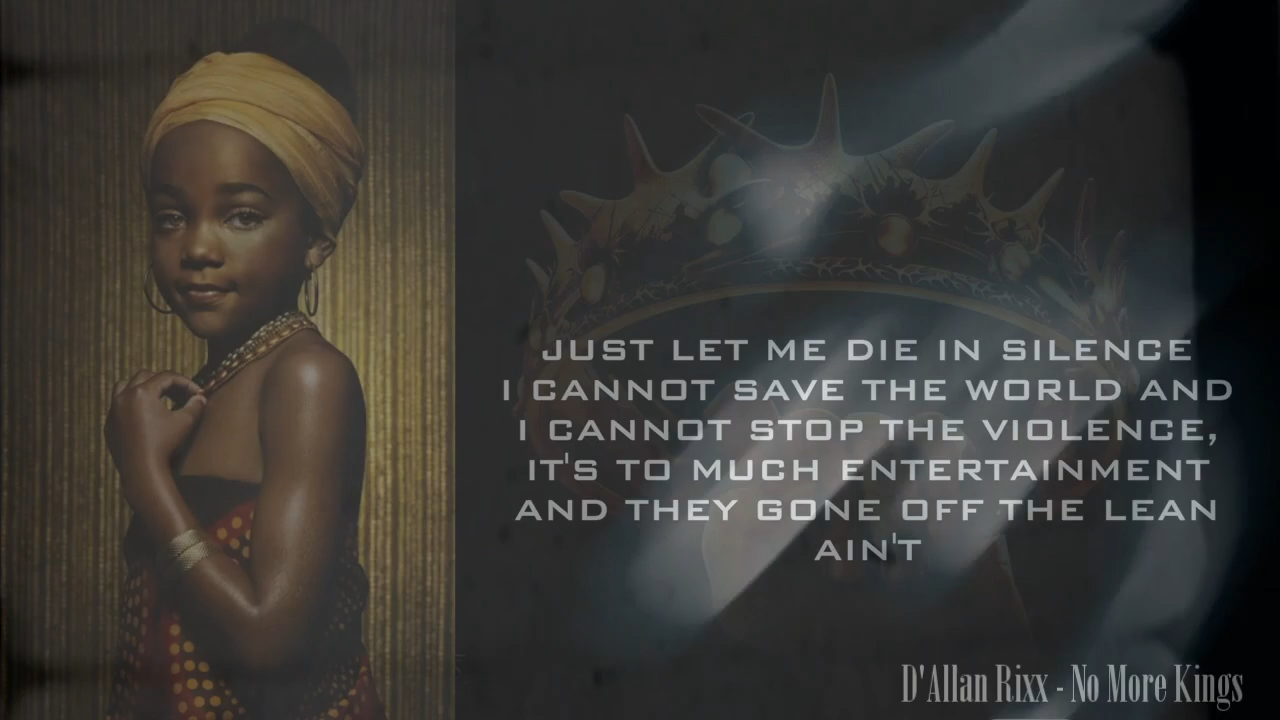 JUST LET ME DIE IN SILENCE
I CANNOT SAVE THE WORLD AND
I CANNOT STOP THE VIOLENCE,
IT'S TO MUCH ENTERTAINMENT
AND THEY GONE OFF THE LEAN
AIN'T
D'Allan Rixx - No More Kings